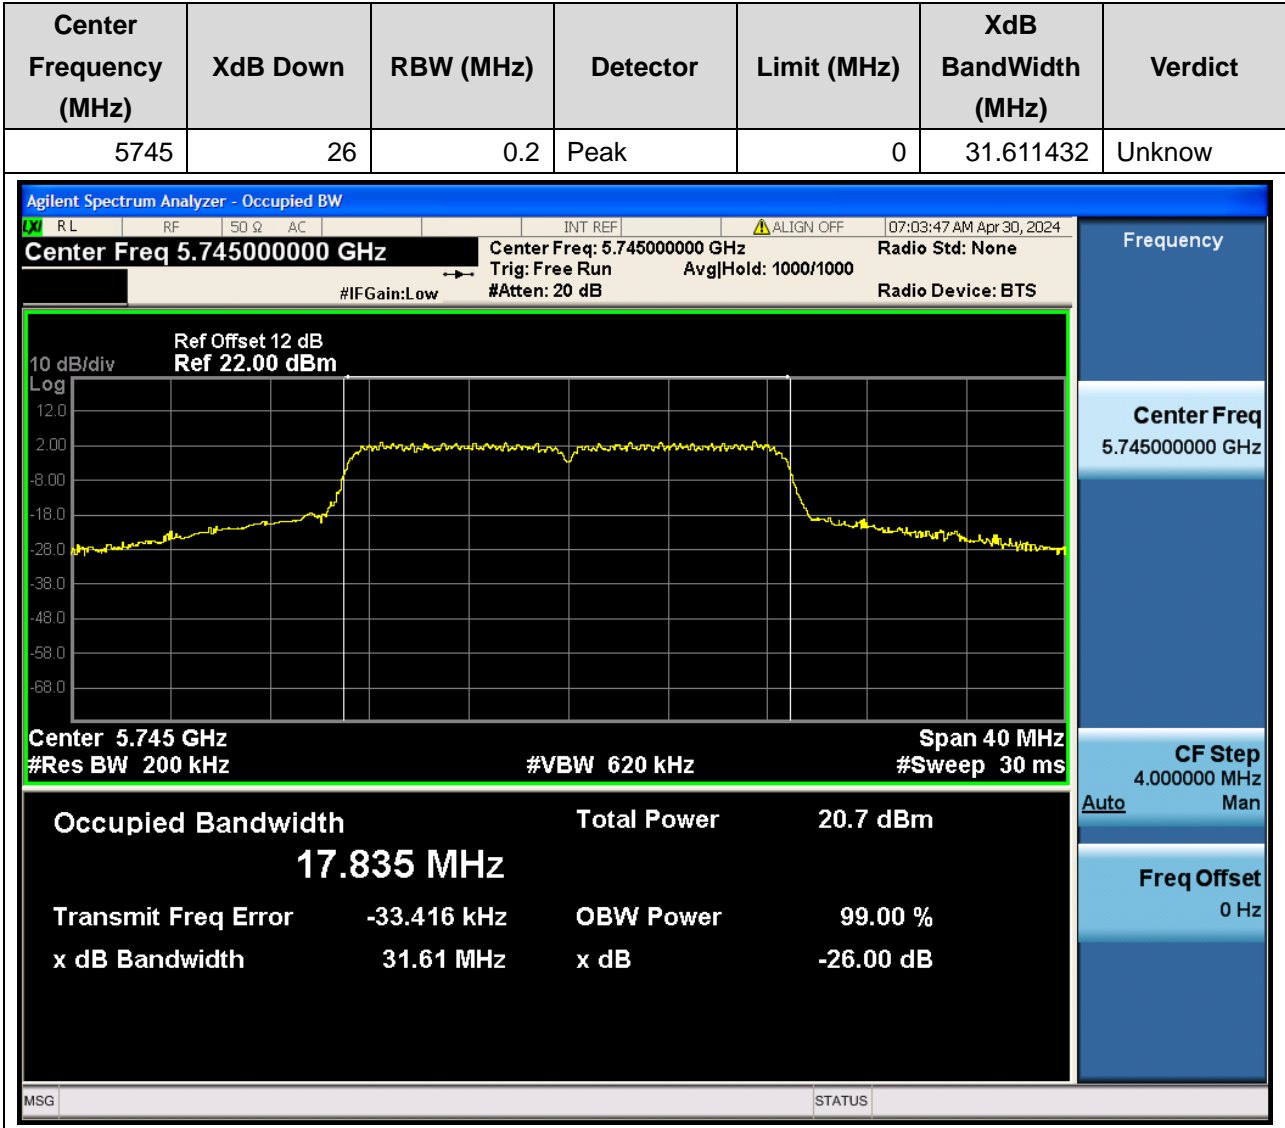 Center Frequency (MHz) XdB Down RBW (MHz) Detector Limit (MHz) XdB BandWidth (MHz) Verdict
5745 26 0.2 Peak 0 31.611432 Unknow
Agilent Spectrum Analyzer - Occupied BW
LXI RL RF 50 Ω AC INT REF ALIGN OFF 07:03:47 AM Apr 30, 2024
Center Freq 5.745000000 GHz
Center Freq: 5.745000000 GHz Radio Std: None
Trig: Free Run Avg|Hold: 1000/1000
#IFGain:Low #Atten: 20 dB Radio Device: BTS
Ref Offset 12 dB
10 dB/div Ref 22.00 dBm
Log
12.0
2.00
-8.00
-18.0
-28.0
-38.0
-48.0
-58.0
-68.0
Center 5.745 GHz Span 40 MHz
#Res BW 200 kHz #VBW 620 kHz #Sweep 30 ms
Occupied Bandwidth Total Power 20.7 dBm
17.835 MHz
Transmit Freq Error -33.416 kHz OBW Power 99.00 %
x dB Bandwidth 31.61 MHz x dB -26.00 dB
MSG STATUS
Frequency
Center Freq
5.745000000 GHz
CF Step
4.000000 MHz
Auto Man
Freq Offset
0 Hz